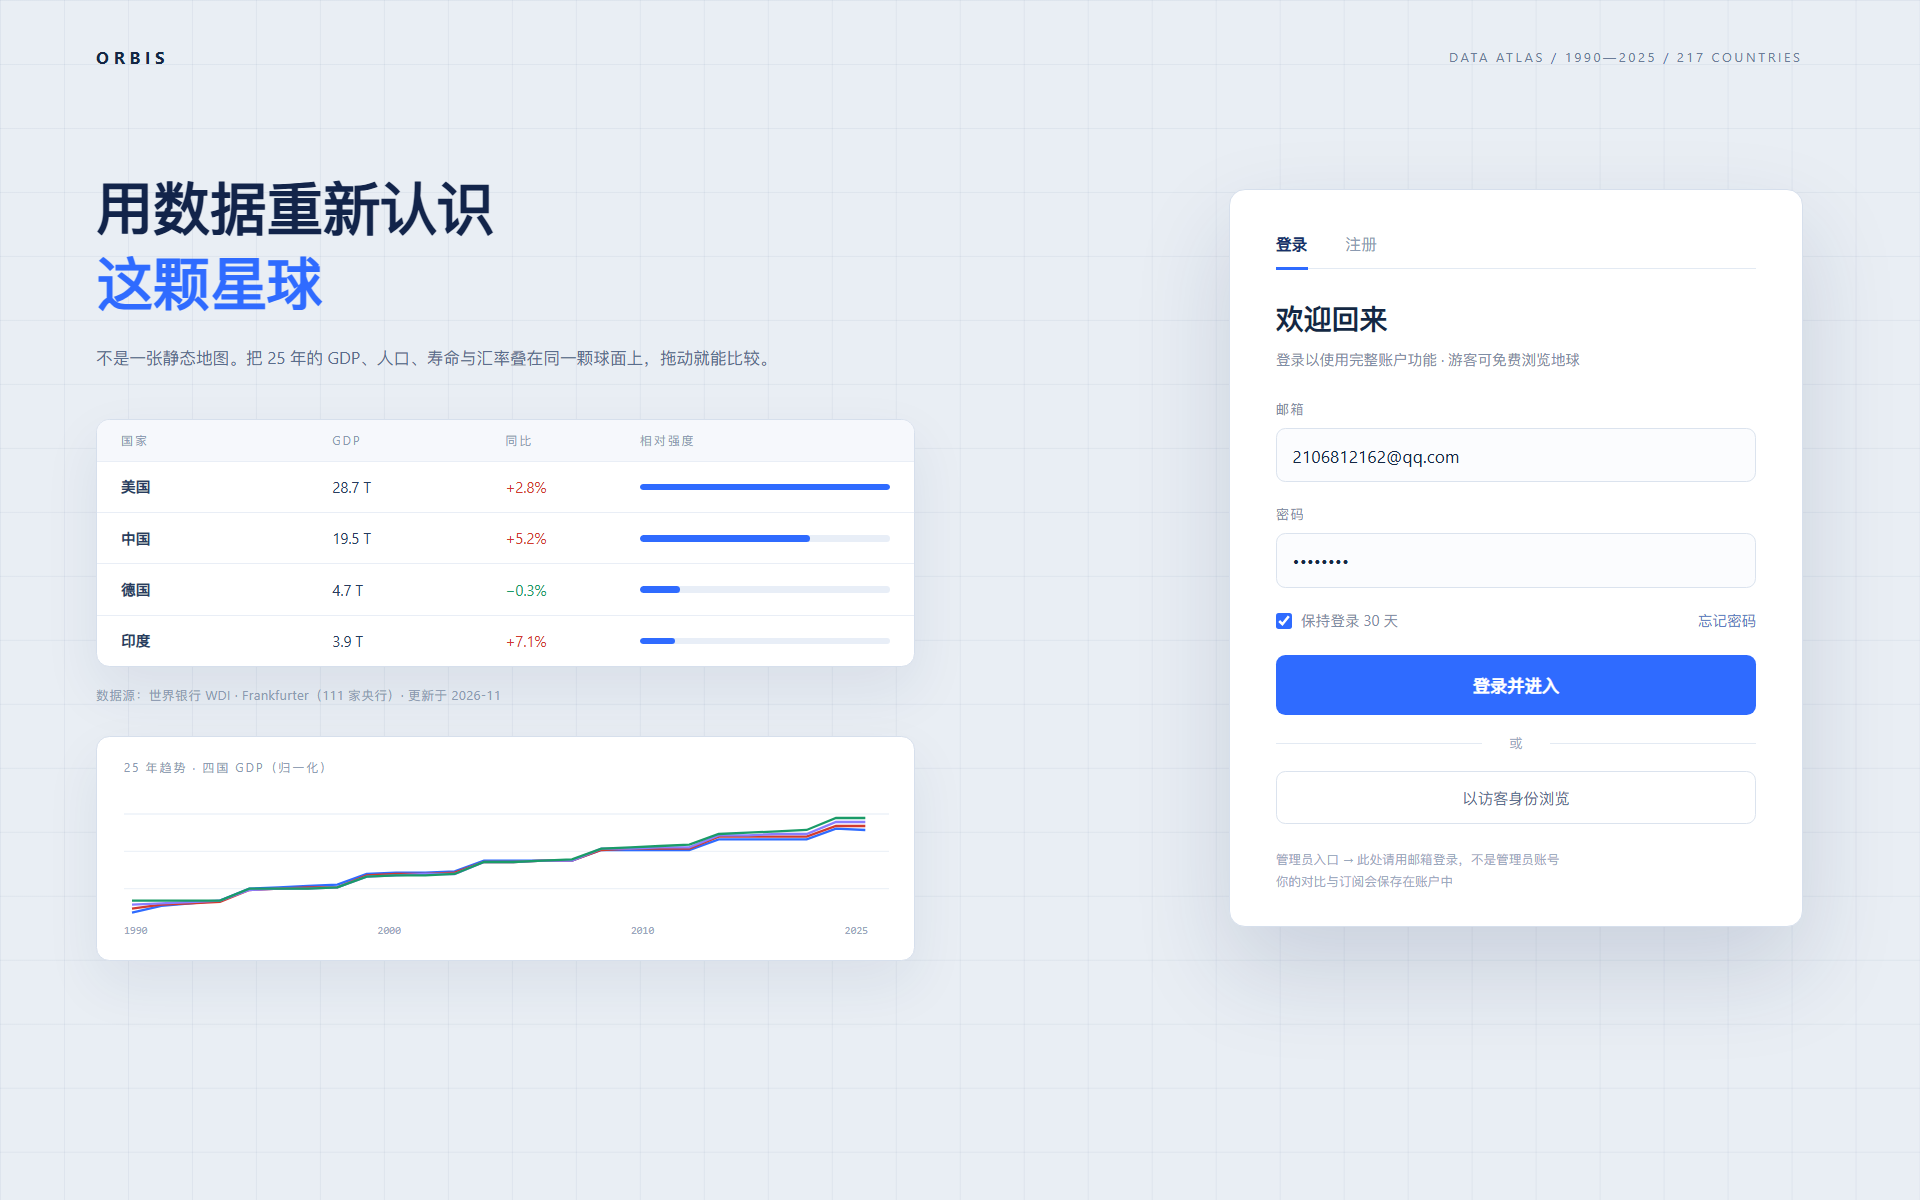 ORBIS
DATA ATLAS / 1990—2025 / 217 COUNTRIES
用数据重新认识
这颗星球
不是一张静态地图。把 25 年的 GDP、人口、寿命与汇率叠在同一颗球面上，拖动就能比较。
国家 GDP 同比 相对强度
美国 28.7 T +2.8%
中国 19.5 T +5.2%
德国 4.7 T −0.3%
印度 3.9 T +7.1%
数据源：世界银行 WDI · Frankfurter（111 家央行）· 更新于 2026-11
25 年趋势 · 四国 GDP（归一化）
1990 2000 2010 2025
登录 注册
欢迎回来
登录以使用完整账户功能 · 游客可免费浏览地球
邮箱
2106812162@qq.com
密码
••••••••
保持登录 30 天 忘记密码
登录并进入
或
以访客身份浏览
管理员入口 → 此处请用邮箱登录，不是管理员账号
你的对比与订阅会保存在账户中